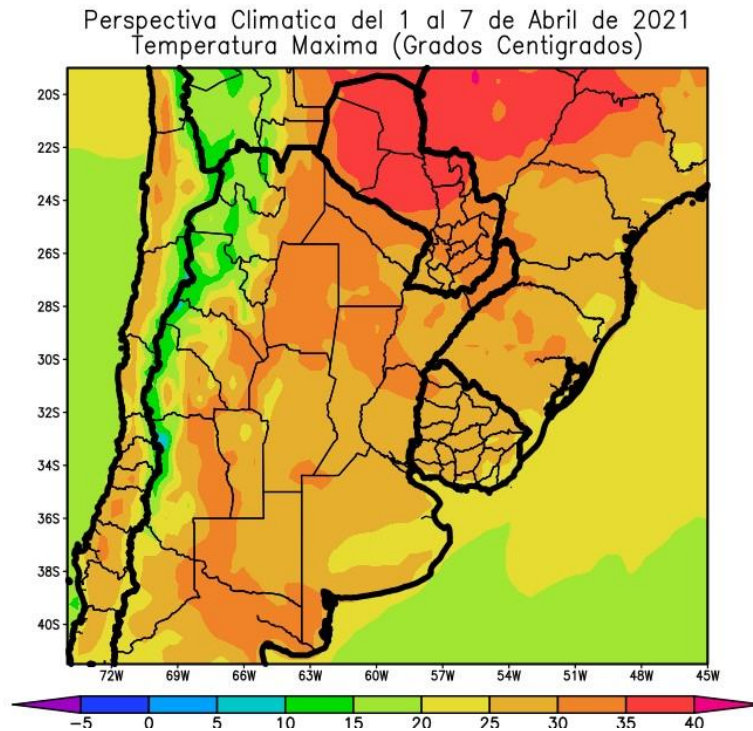 Perspectiva Climatica del 1 al 7 de Abril de 2021
Temperatura Maxima (Grados Centigrados)
20S
22S
24S
26S
28S
30S
32S
34S
36S
38S
40S
72W 69W 66W 63W 60W 57W 54W 51W 48W 45W
-5 0 5 10 15 20 25 30 35 40